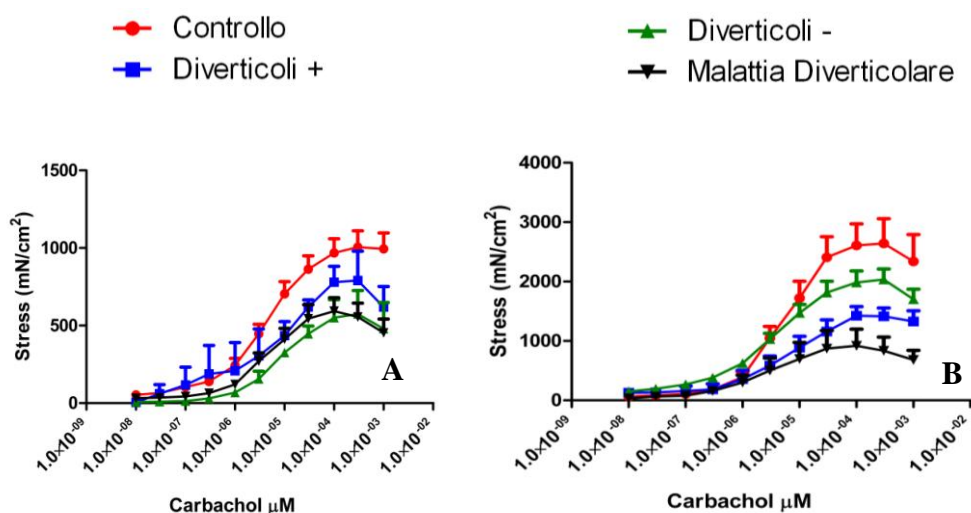 Controllo
Diverticoli +
Diverticoli -
Malattia Diverticolare
Stress (mN/cm²)
1500
1000
500
0
A
1.0×10⁻⁰⁹
1.0×10⁻⁰⁸
1.0×10⁻⁰⁷
1.0×10⁻⁰⁶
1.0×10⁻⁰⁵
1.0×10⁻⁰⁴
1.0×10⁻⁰³
1.0×10⁻⁰²
Carbachol μM
Stress (mN/cm²)
4000
3000
2000
1000
0
B
1.0×10⁻⁰⁹
1.0×10⁻⁰⁸
1.0×10⁻⁰⁷
1.0×10⁻⁰⁶
1.0×10⁻⁰⁵
1.0×10⁻⁰⁴
1.0×10⁻⁰³
1.0×10⁻⁰²
Carbachol μM